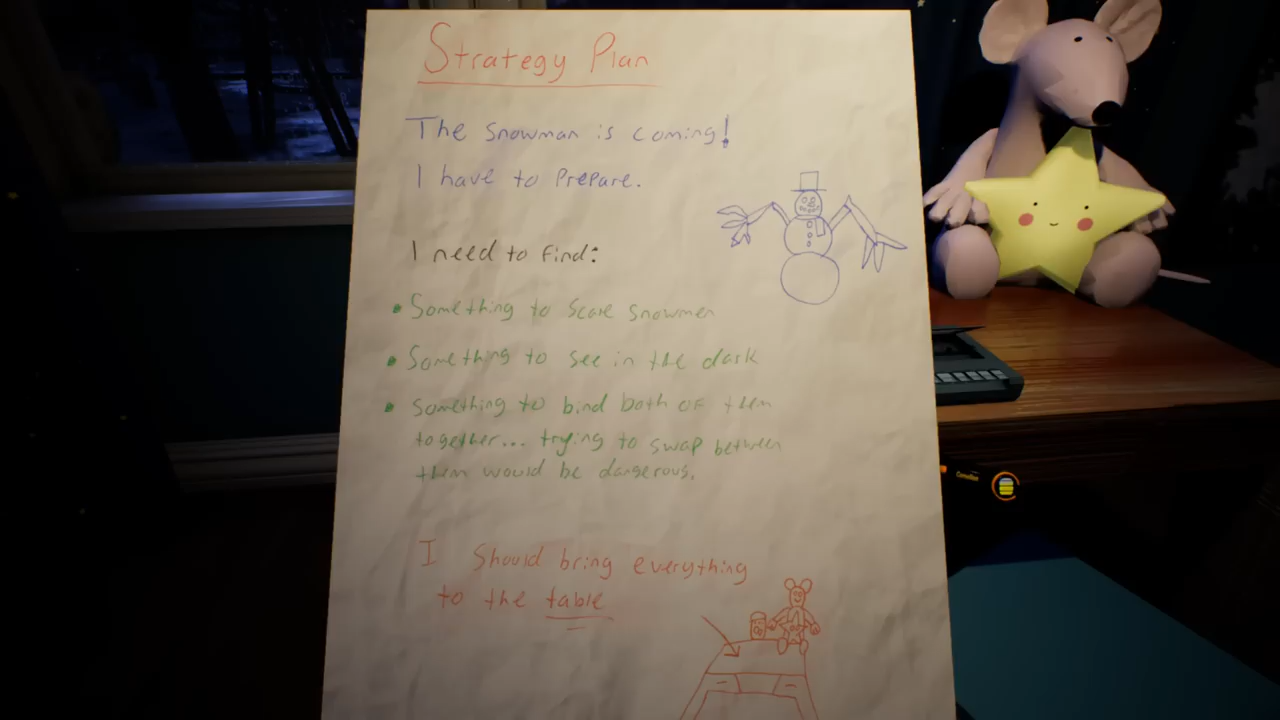 Strategy Plan
The snowman is coming!
I have to prepare.
I need to find:
• Something to scare snowmen
• Something to see in the dark
• Something to bind both of them
together... trying to swap between
them would be dangerous.
I should bring everything
to the table